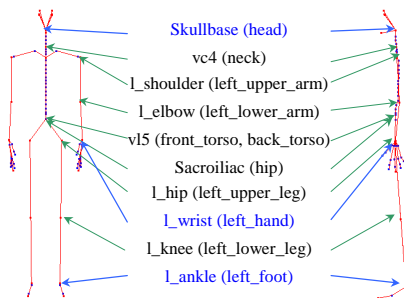 Skullbase (head)
vc4 (neck)
l_shoulder (left_upper_arm)
l_elbow (left_lower_arm)
vl5 (front_torso, back_torso)
Sacroiliac (hip)
l_hip (left_upper_leg)
l_wrist (left_hand)
l_knee (left_lower_leg)
l_ankle (left_foot)